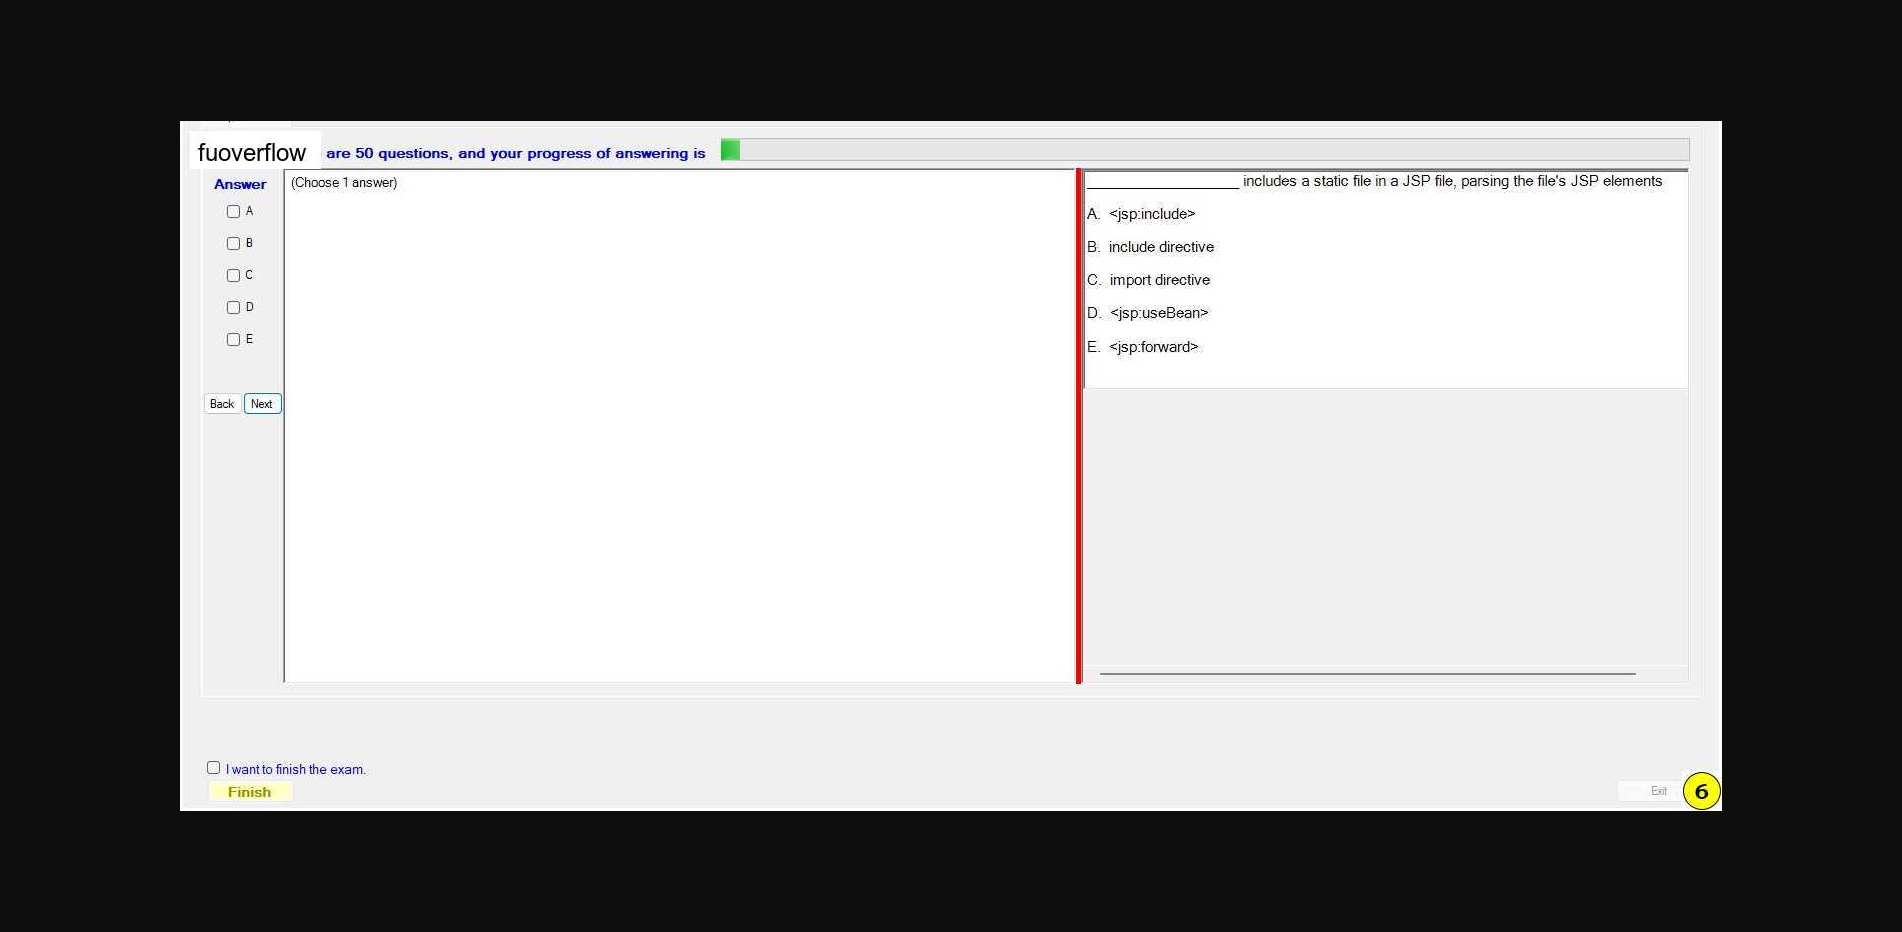 fuoverflow are 50 questions, and your progress of answering is
Answer
A
B
C
D
E
Back Next
(Choose 1 answer)
___________________ includes a static file in a JSP file, parsing the file's JSP elements
A. <jsp:include>
B. include directive
C. import directive
D. <jsp:useBean>
E. <jsp:forward>
I want to finish the exam.
Finish
Exit
6